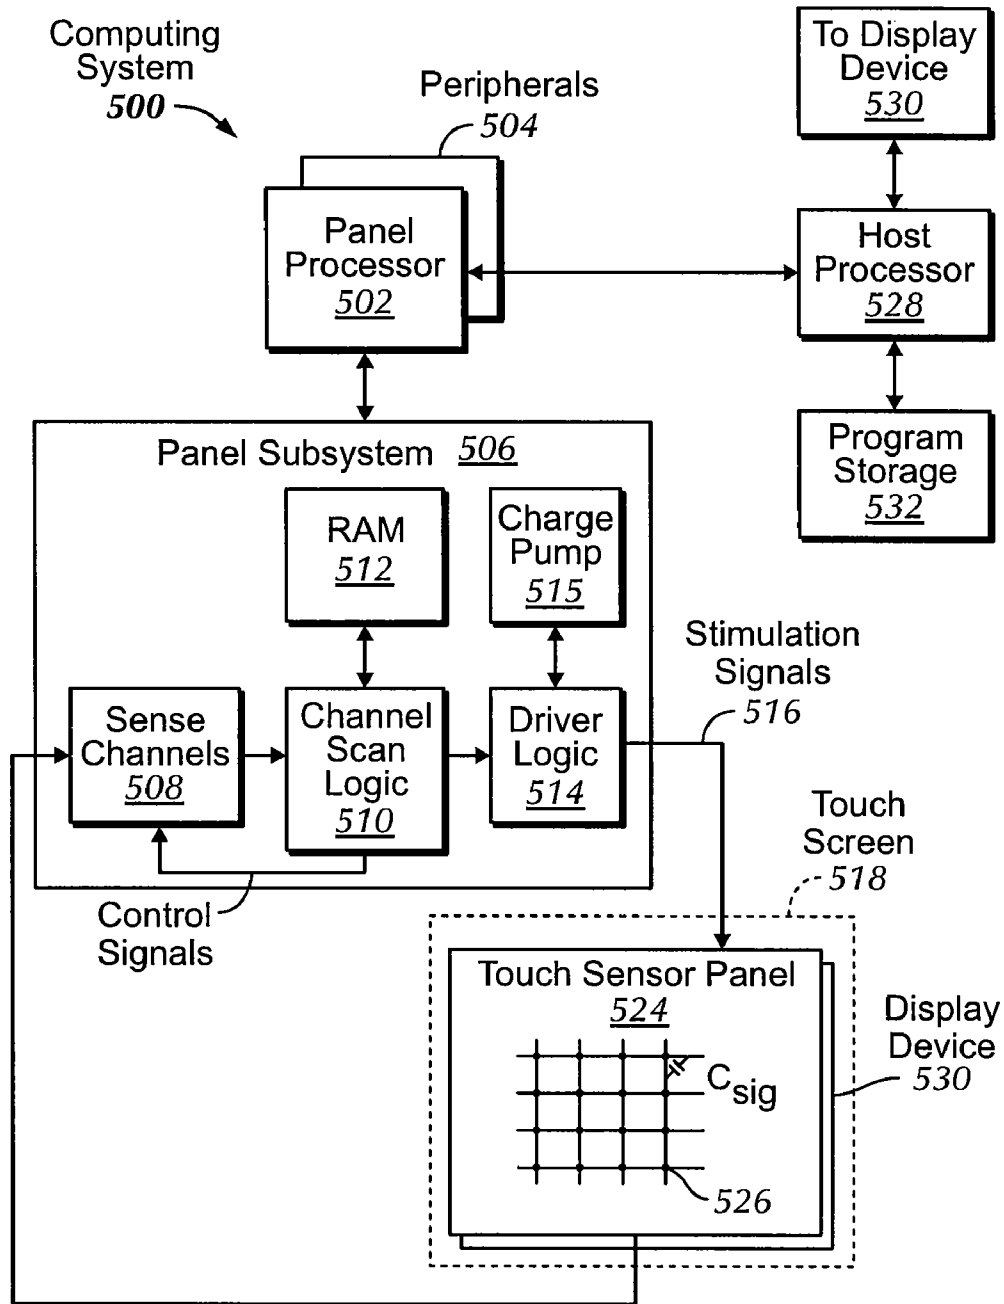 Computing
System
500
Peripherals
504
To Display
Device
530
Panel
Processor
502
Host
Processor
528
Program
Storage
532
Panel Subsystem 506
RAM
512
Charge
Pump
515
Stimulation
Signals
516
Sense
Channels
508
Channel
Scan
Logic
510
Driver
Logic
514
Control
Signals
Touch
Screen
518
Touch Sensor Panel
524
Csig
526
Display
Device
530